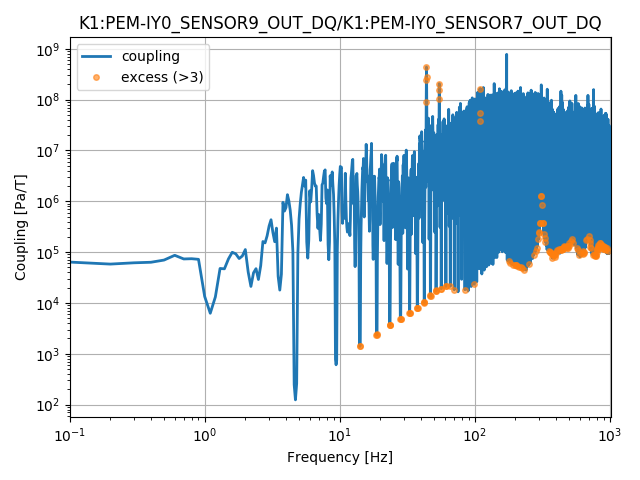 K1:PEM-IY0_SENSOR9_OUT_DQ/K1:PEM-IY0_SENSOR7_OUT_DQ
coupling
excess (>3)
10⁹
10⁸
10⁷
10⁶
10⁵
10⁴
10³
10²
Coupling [Pa/T]
10⁻¹ 10⁰ 10¹ 10² 10³
Frequency [Hz]